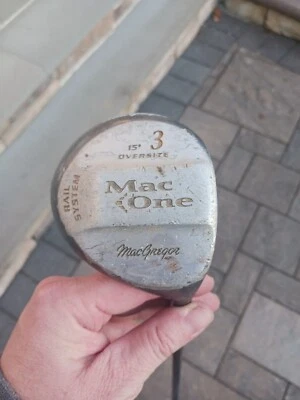 15° 3
OVERSIZE
RAIL
SYSTEM
Mac
One
MacGregor